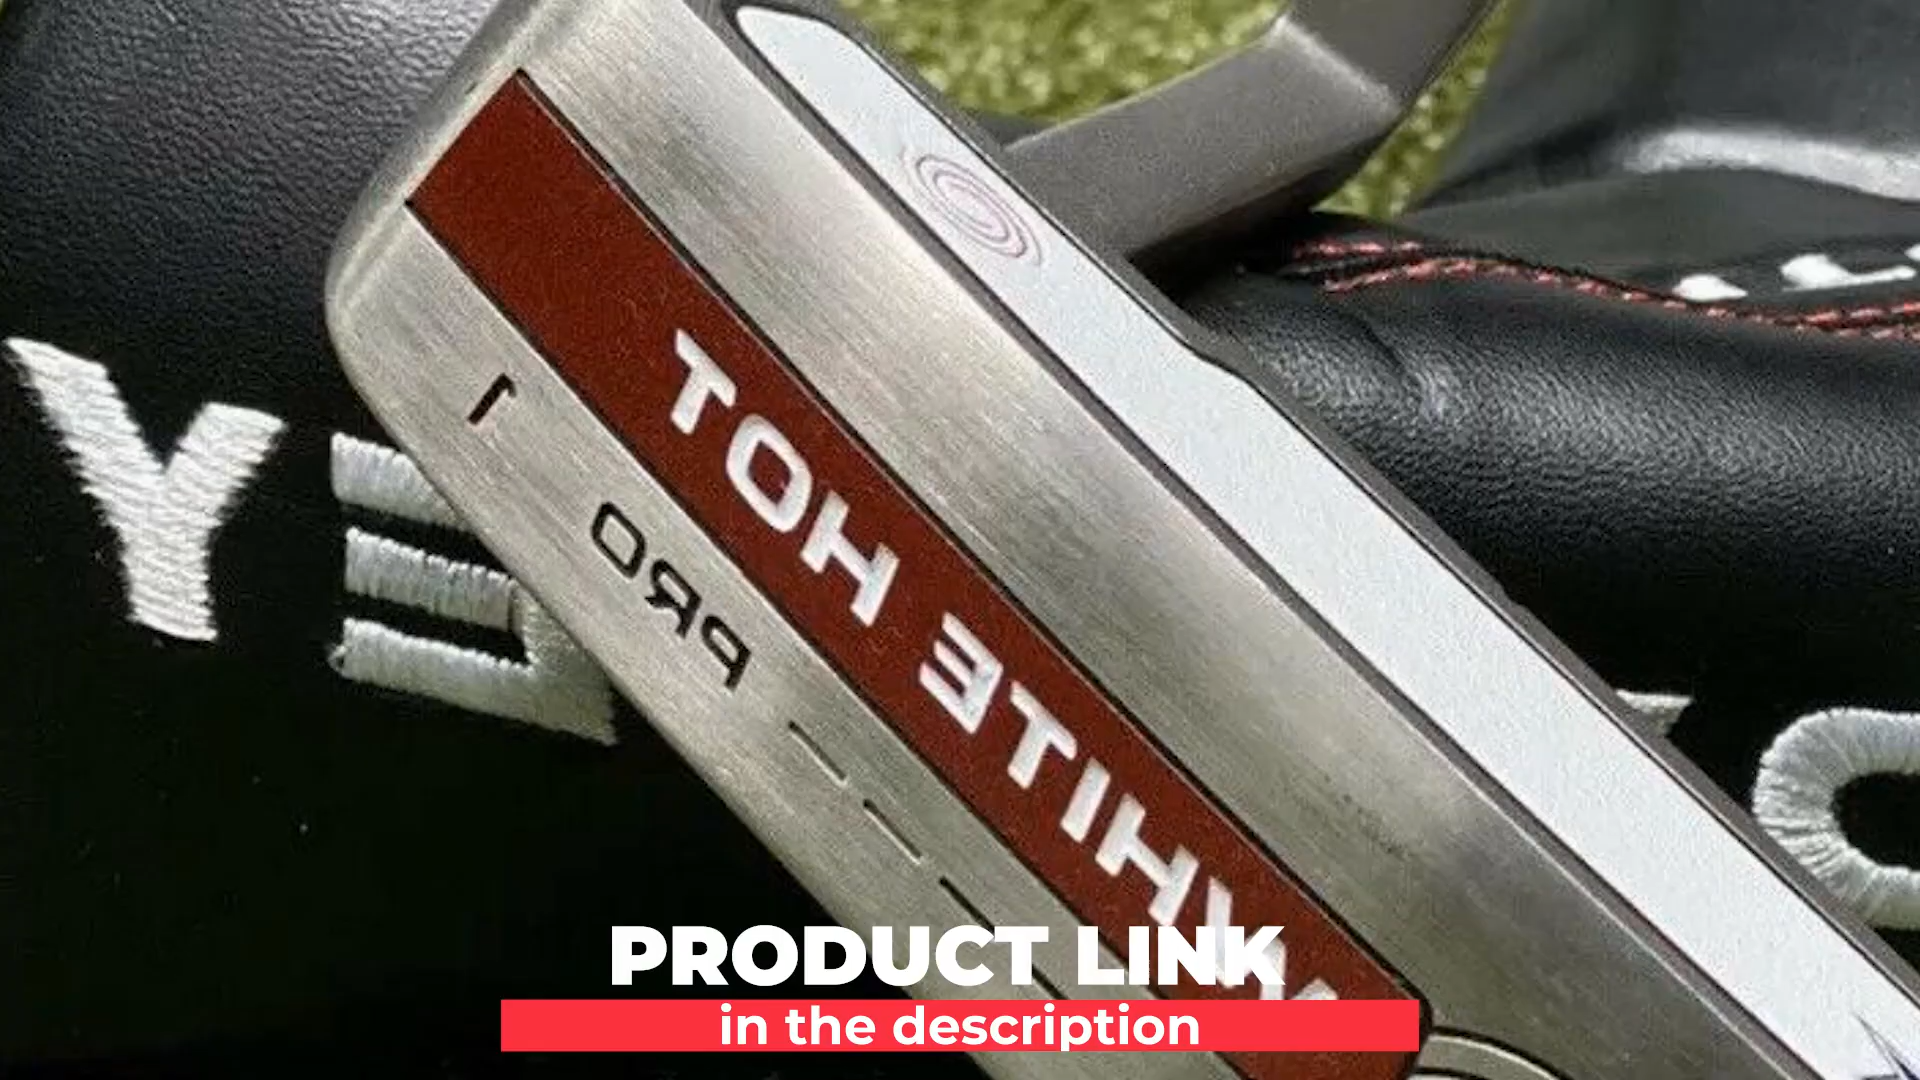 WHITE HOT
PRO
1
PRODUCT LINK
in the description